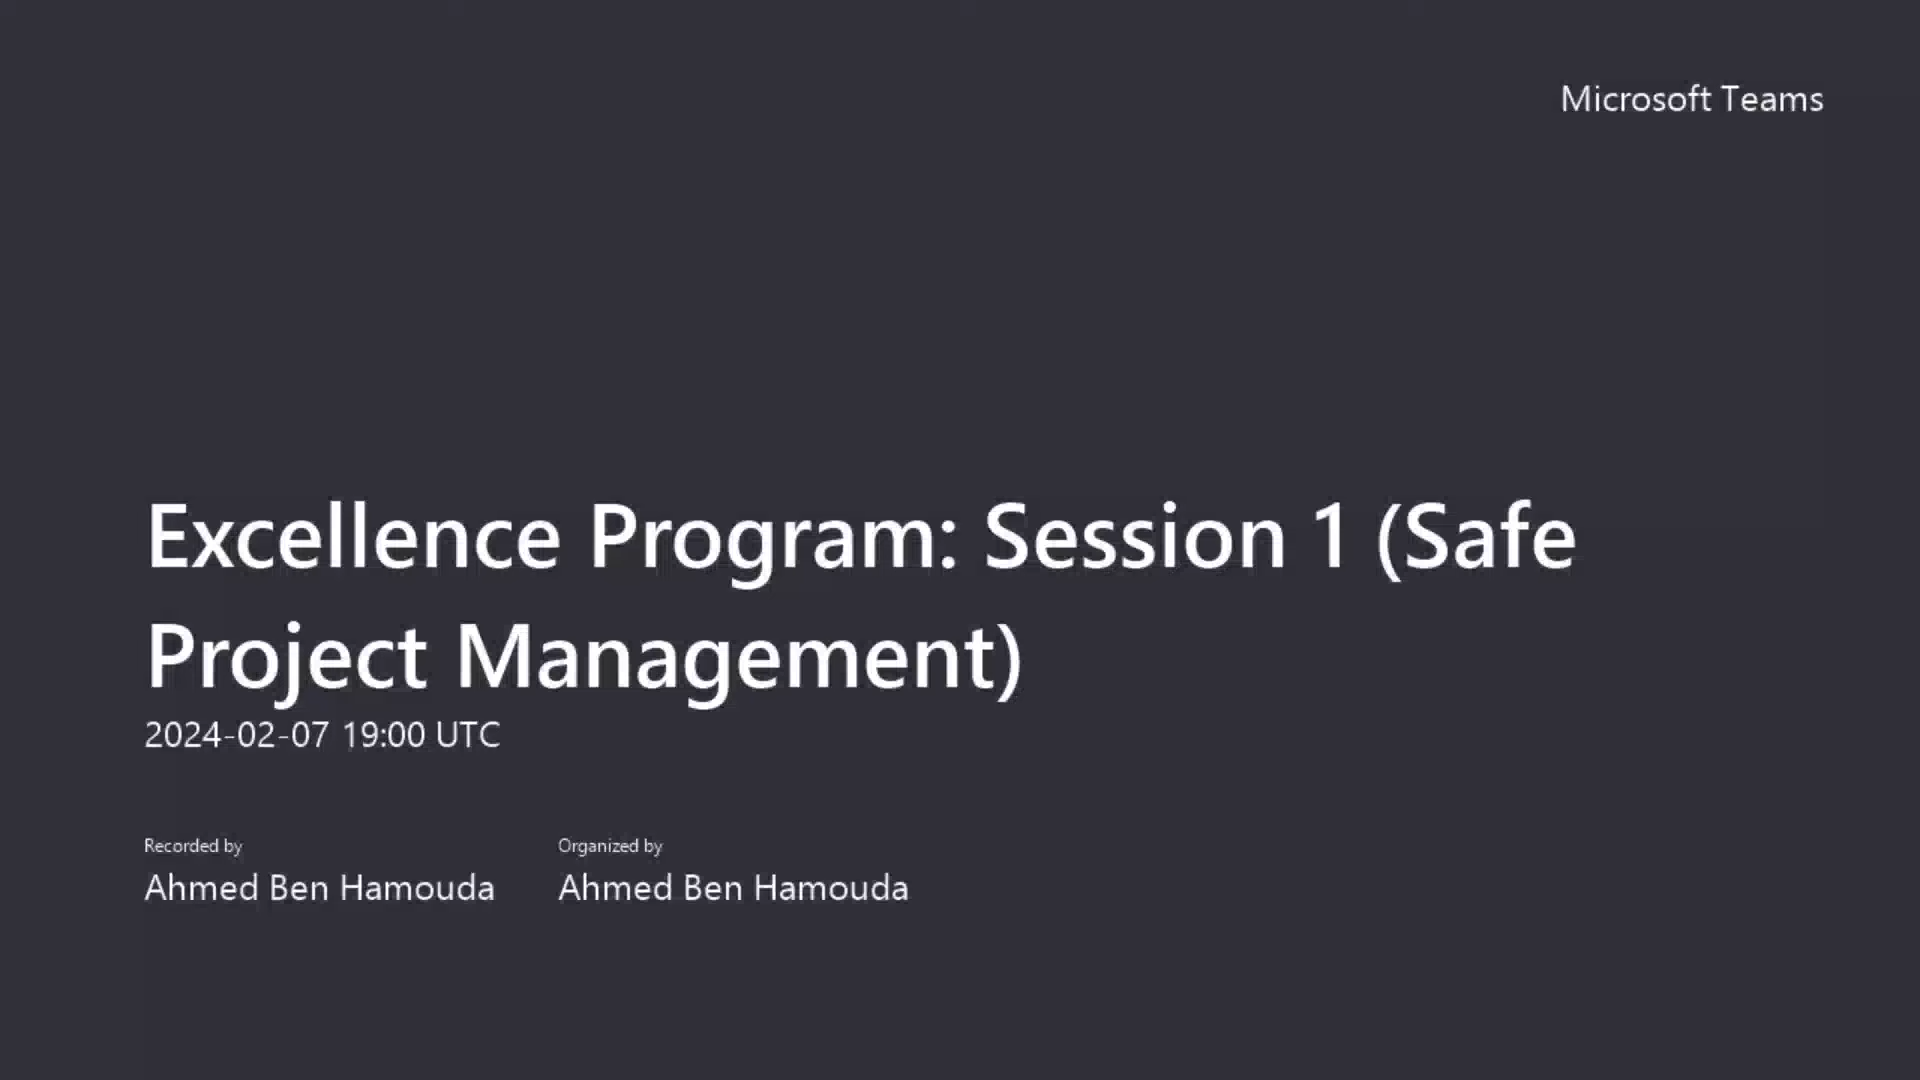 Microsoft Teams
Excellence Program: Session 1 (Safe
Project Management)
2024-02-07 19:00 UTC
Recorded by
Ahmed Ben Hamouda
Organized by
Ahmed Ben Hamouda